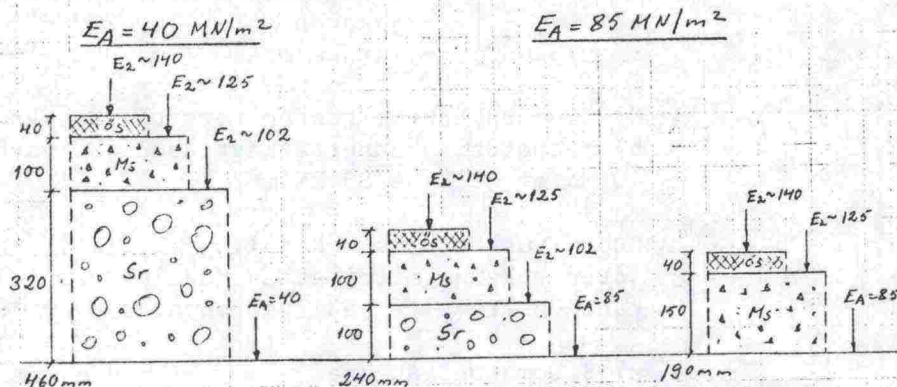 E_A = 40 MN/m²
E₂~140
E₂~125
E₂~102
40
ÖS
100
Ms
320
Sr
E_A=40
460mm
E_A = 85 MN/m²
E₂~140
E₂~125
E₂~102
40
ÖS
100
Ms
100
Sr
E_A=85
240mm
E₂~140
E₂~125
40
ÖS
150
Ms
E_A=85
190mm